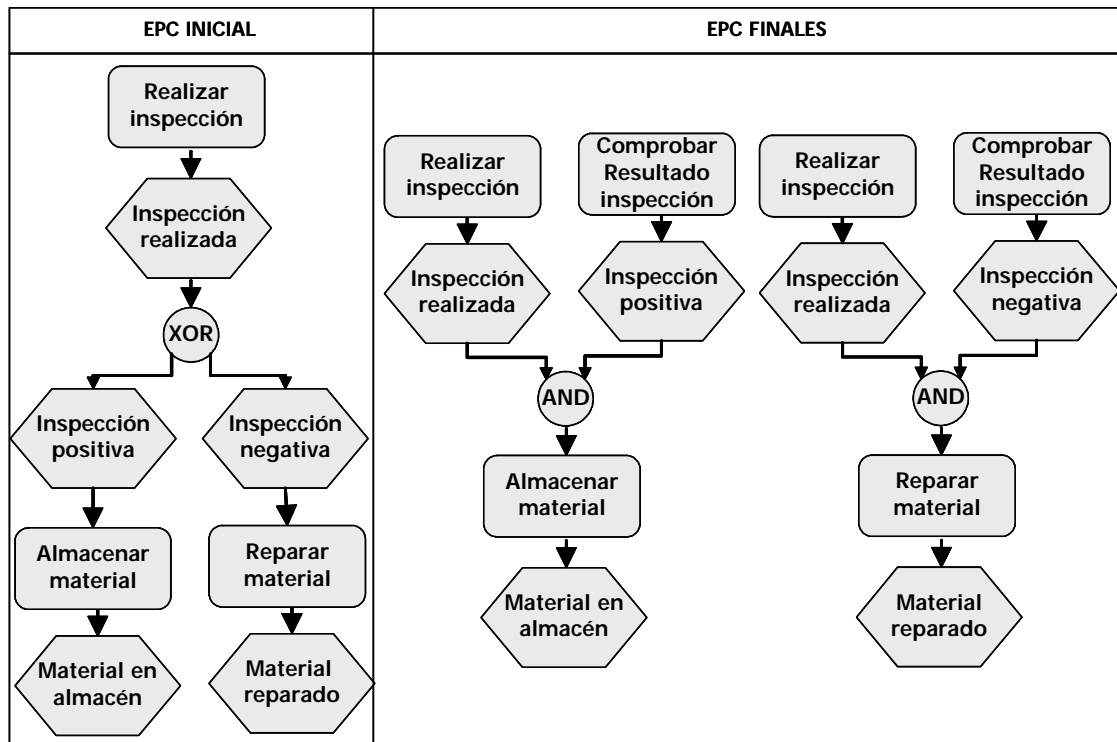 EPC INICIAL
EPC FINALES
Realizar
inspección
Inspección
realizada
XOR
Inspección
positiva
Inspección
negativa
Almacenar
material
Reparar
material
Material en
almacén
Material
reparado
Realizar
inspección
Comprobar
Resultado
inspección
Inspección
realizada
Inspección
positiva
AND
Almacenar
material
Material en
almacén
Realizar
inspección
Comprobar
Resultado
inspección
Inspección
realizada
Inspección
negativa
AND
Reparar
material
Material
reparado